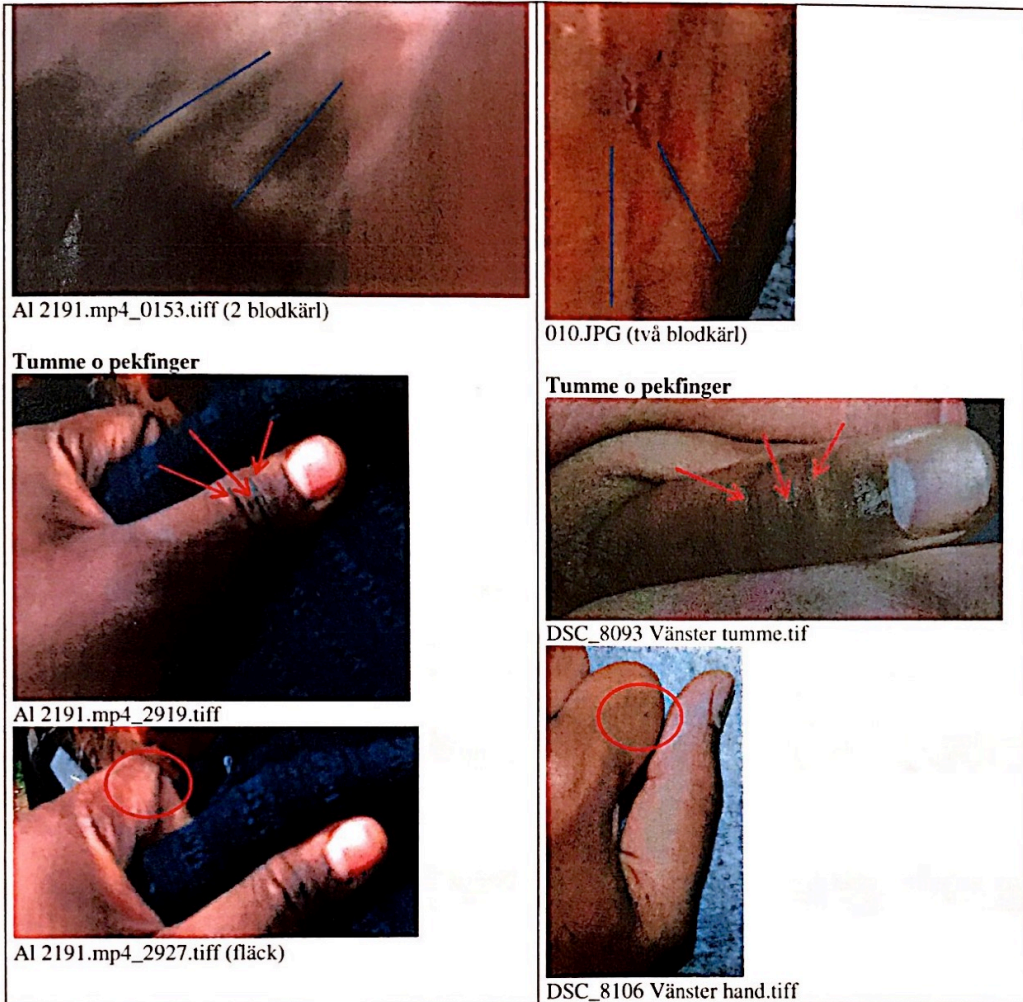 Al 2191.mp4_0153.tiff (2 blodkärl)
Tumme o pekfinger
Al 2191.mp4_2919.tiff
Al 2191.mp4_2927.tiff (fläck)
010.JPG (två blodkärl)
Tumme o pekfinger
DSC_8093 Vänster tumme.tif
DSC_8106 Vänster hand.tiff